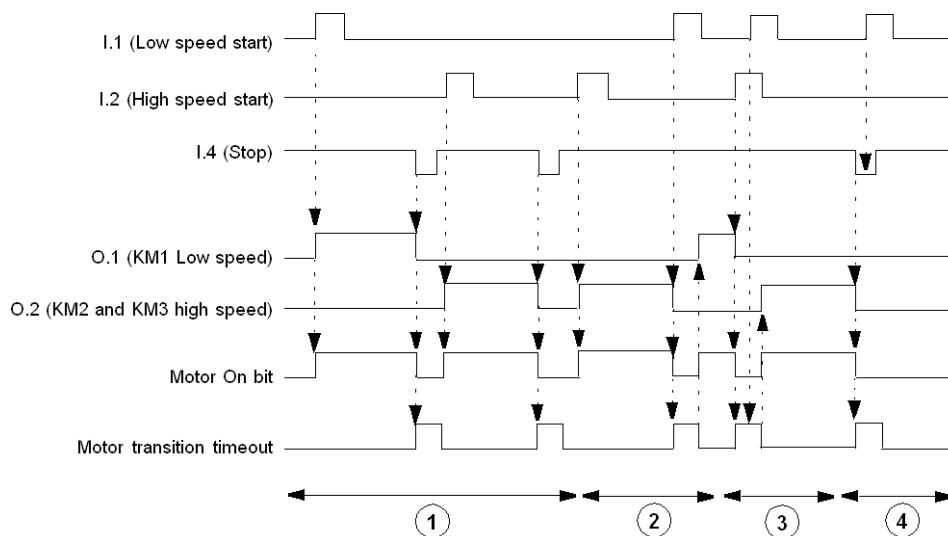 I.1 (Low speed start)
I.2 (High speed start)
I.4 (Stop)
O.1 (KM1 Low speed)
O.2 (KM2 and KM3 high speed)
Motor On bit
Motor transition timeout
1 2 3 4